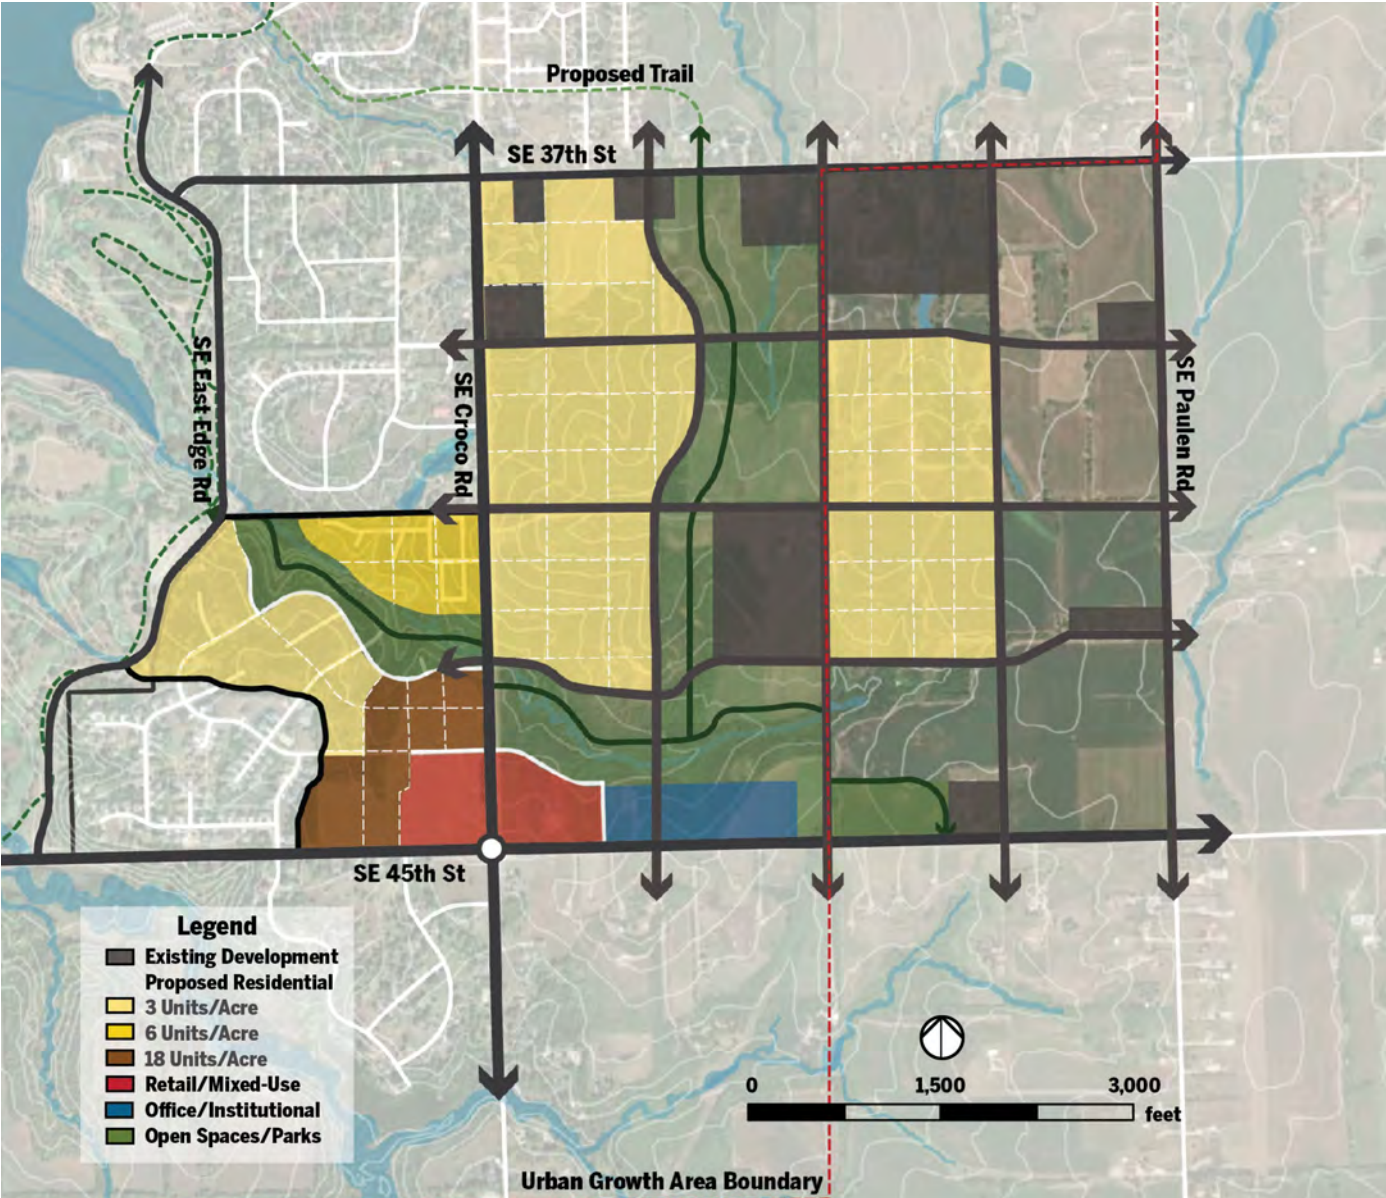 Proposed Trail
SE 37th St
SE East Edge Rd
SE Croco Rd
SE Paulen Rd
SE 45th St
Legend
Existing Development
Proposed Residential
3 Units/Acre
6 Units/Acre
18 Units/Acre
Retail/Mixed-Use
Office/Institutional
Open Spaces/Parks
0 1,500 3,000
feet
Urban Growth Area Boundary